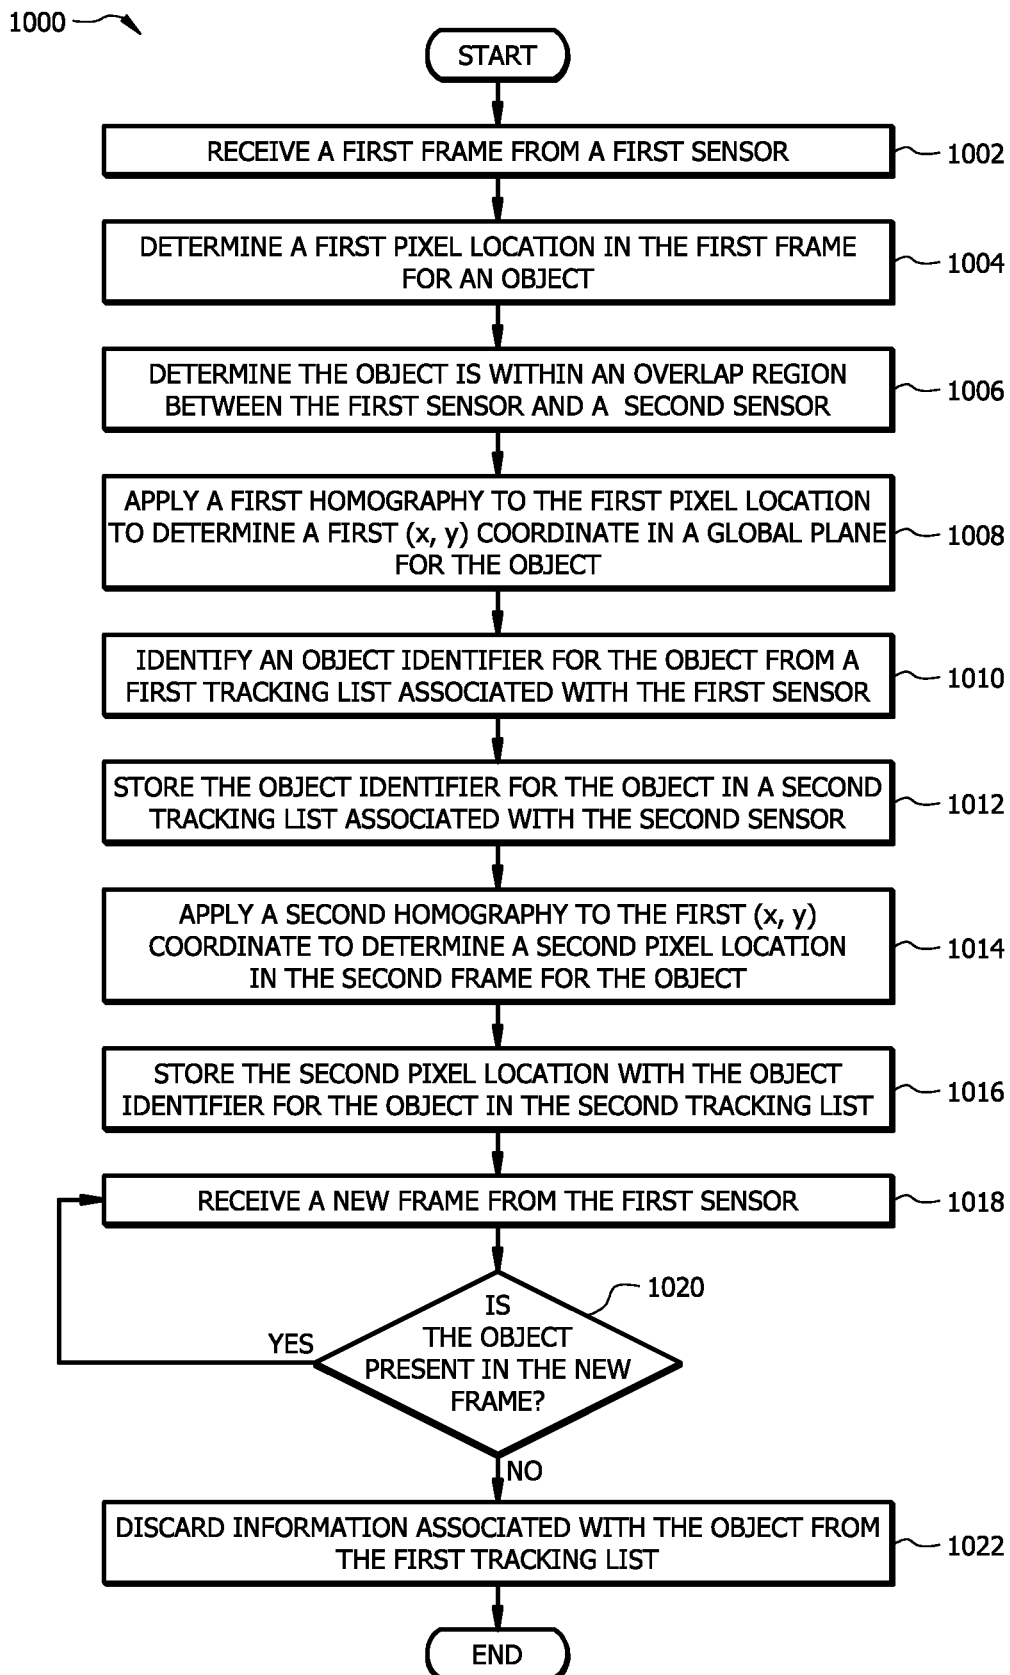 1000
START
RECEIVE A FIRST FRAME FROM A FIRST SENSOR
1002
DETERMINE A FIRST PIXEL LOCATION IN THE FIRST FRAME
FOR AN OBJECT
1004
DETERMINE THE OBJECT IS WITHIN AN OVERLAP REGION
BETWEEN THE FIRST SENSOR AND A SECOND SENSOR
1006
APPLY A FIRST HOMOGRAPHY TO THE FIRST PIXEL LOCATION
TO DETERMINE A FIRST (x, y) COORDINATE IN A GLOBAL PLANE
FOR THE OBJECT
1008
IDENTIFY AN OBJECT IDENTIFIER FOR THE OBJECT FROM A
FIRST TRACKING LIST ASSOCIATED WITH THE FIRST SENSOR
1010
STORE THE OBJECT IDENTIFIER FOR THE OBJECT IN A SECOND
TRACKING LIST ASSOCIATED WITH THE SECOND SENSOR
1012
APPLY A SECOND HOMOGRAPHY TO THE FIRST (x, y)
COORDINATE TO DETERMINE A SECOND PIXEL LOCATION
IN THE SECOND FRAME FOR THE OBJECT
1014
STORE THE SECOND PIXEL LOCATION WITH THE OBJECT
IDENTIFIER FOR THE OBJECT IN THE SECOND TRACKING LIST
1016
RECEIVE A NEW FRAME FROM THE FIRST SENSOR
1018
IS
THE OBJECT
PRESENT IN THE NEW
FRAME?
1020
YES
NO
DISCARD INFORMATION ASSOCIATED WITH THE OBJECT FROM
THE FIRST TRACKING LIST
1022
END